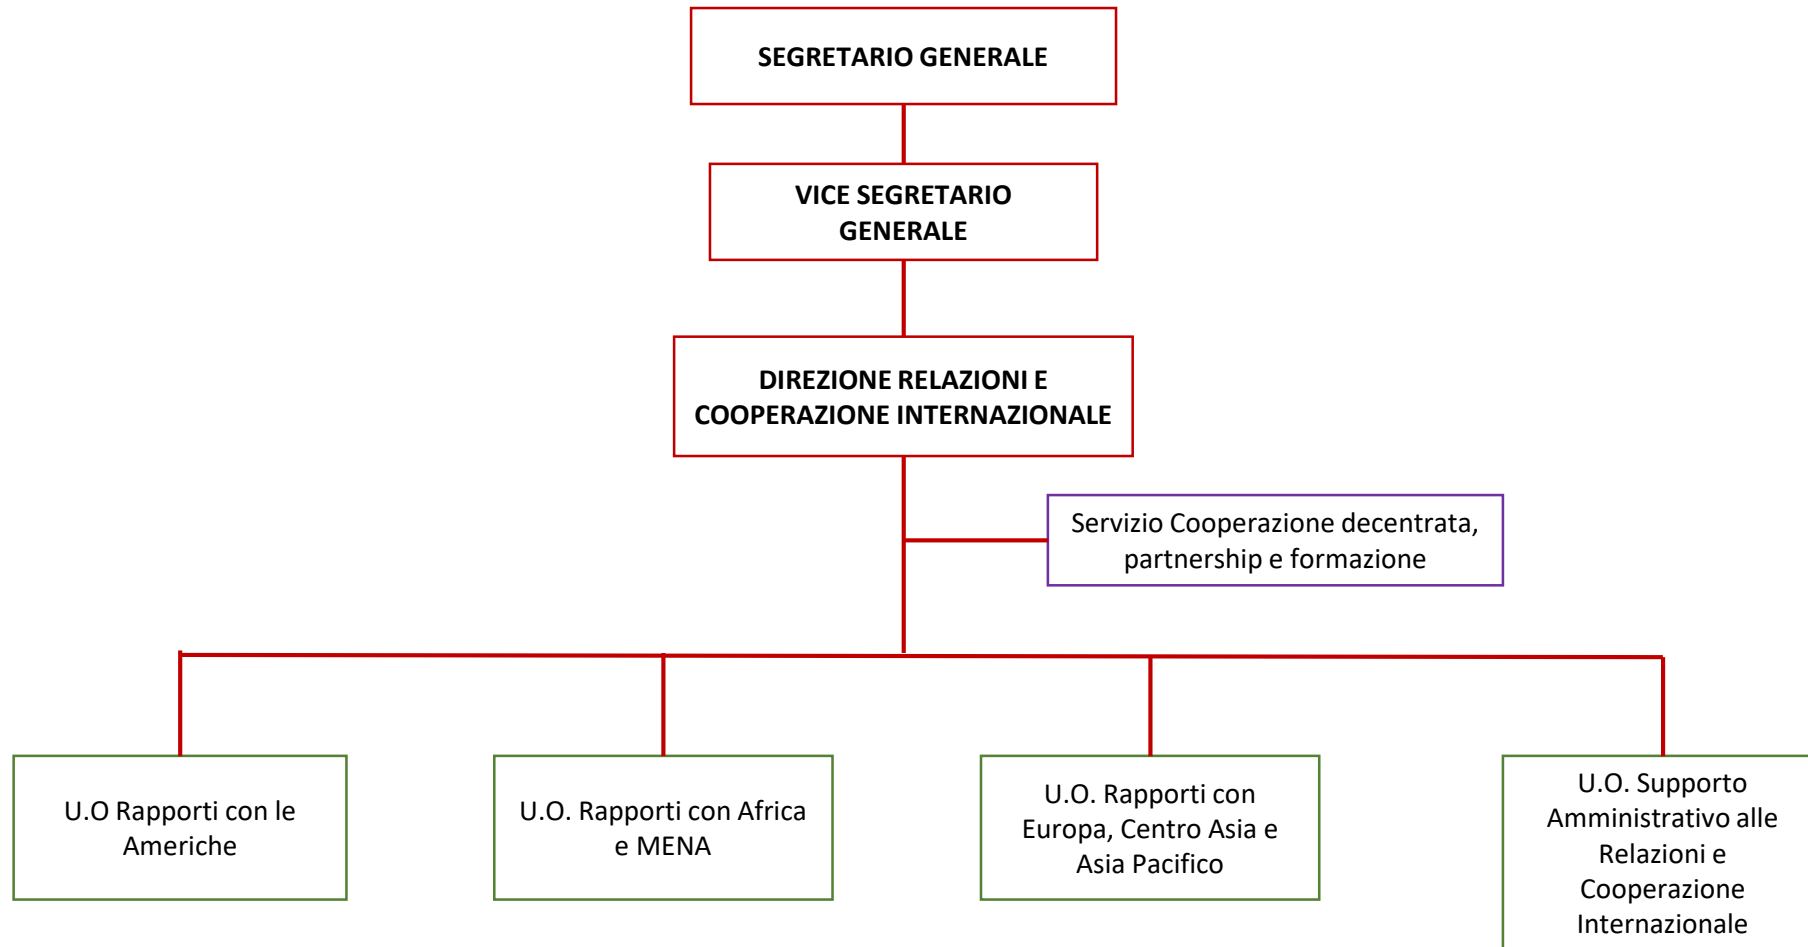 SEGRETARIO GENERALE
VICE SEGRETARIO
GENERALE
DIREZIONE RELAZIONI E
COOPERAZIONE INTERNAZIONALE
Servizio Cooperazione decentrata,
partnership e formazione
U.O Rapporti con le
Americhe
U.O. Rapporti con Africa
e MENA
U.O. Rapporti con
Europa, Centro Asia e
Asia Pacifico
U.O. Supporto
Amministrativo alle
Relazioni e
Cooperazione
Internazionale